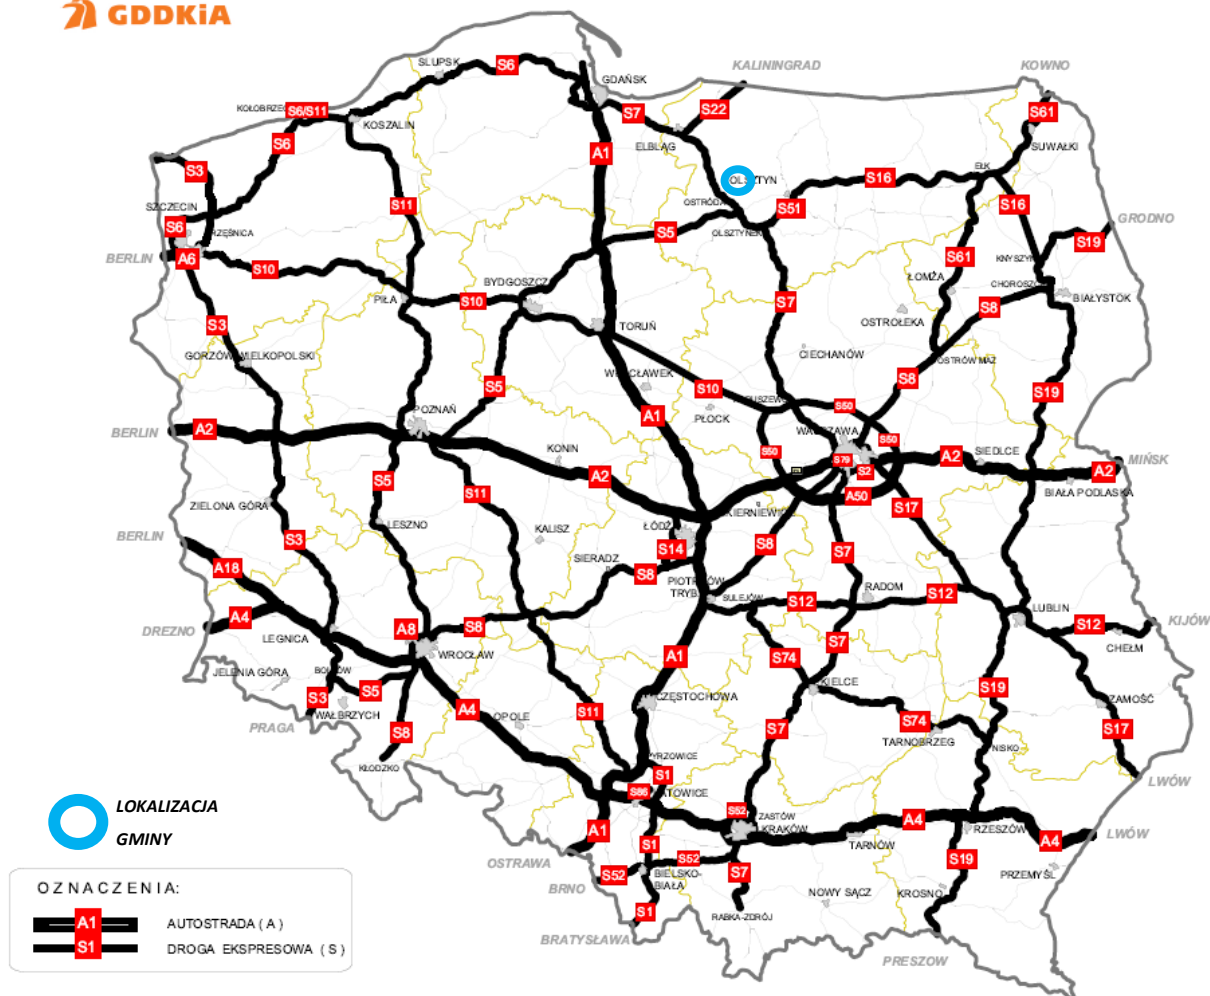 GDDKiA
KALININGRAD
KOWNO
SŁUPSK
S6
GDAŃSK
S22
S61
KOŁOBRZEG
S6/S11
S7
KOSZALIN
SUWAŁKI
S6
ELBLĄG
A1
S3
EŁK
OLSZTYN
S16
S11
OSTRÓDA
S51
S16
SZCZECIN
GRODNO
S6
RZĘŚNICA
S5
OLSZTYNEK
S19
BERLIN
A6
S61
KNYSZYN
S10
ŁOMŻA
BYDGOSZCZ
CHOROSZCZ
PIŁA
S10
S7
S8
BIAŁYSTOK
S3
TORUŃ
OSTROŁEKA
GORZÓW WIELKOPOLSKI
CIECHANÓW
OSTRÓW MAZ
WŁOCŁAWEK
S8
S5
S10
S19
POZNAŃ
A1
PŁOCK
S50
BERLIN
A2
WARSZAWA
S50
KONIN
S50
S79
S2
A2
SIEDLCE
MIŃSK
A2
A2
S5
BIAŁA PODLASKA
S11
A50
ZIELONA GÓRA
S17
LESZNO
KALISZ
ŁÓDŹ
SKIERNIEWICE
BERLIN
S3
S14
S8
S7
A18
SIERADZ
S8
PIOTRKÓW
TRYB.
SULEJÓW
RADOM
S12
S12
A4
LUBLIN
DREZNO
A8
S8
S12
KIJÓW
LEGNICA
S7
CHEŁM
WROCŁAW
A1
S74
JELENIA GÓRA
BOLKÓW
KIELCE
S3
S5
S19
WAŁBRZYCH
CZĘSTOCHOWA
ZAMOŚĆ
A4
OPOLE
S11
PRAGA
S8
S7
S74
S17
TARNOBRZEG
NISKO
KŁODZKO
PYRZOWICE
S1
LWÓW
S86
KATOWICE
LOKALIZACJA
GMINY
S52
ZASTÓW
KRAKÓW
A4
A1
RZESZÓW
LWÓW
S1
TARNÓW
A4
OSTRAWA
S52
S19
S52
BIELSKO-
BIAŁA
S7
PRZEMYŚL
BRNO
NOWY SĄCZ
KROSNO
OZNACZENIA:
S1
RABKA-ZDRÓJ
A1
AUTOSTRADA ( A )
BRATYSŁAWA
S1
DROGA EKSPRESOWA ( S )
PRESZOW